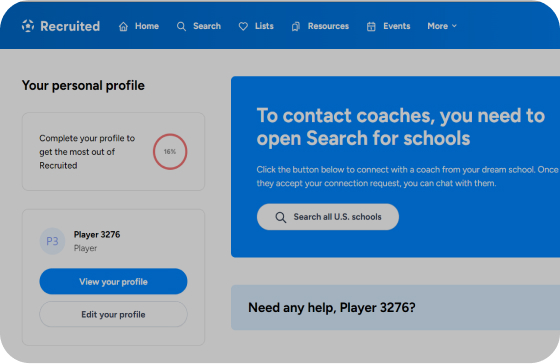 Recruited
Home
Search
Lists
Resources
Events
More
Your personal profile
Complete your profile to
get the most out of
Recruited
16%
P3
Player 3276
Player
View your profile
Edit your profile
To contact coaches, you need to
open Search for schools
Click the button below to connect with a coach from your dream school. Once
they accept your connection request, you can chat with them.
Search all U.S. schools
Need any help, Player 3276?